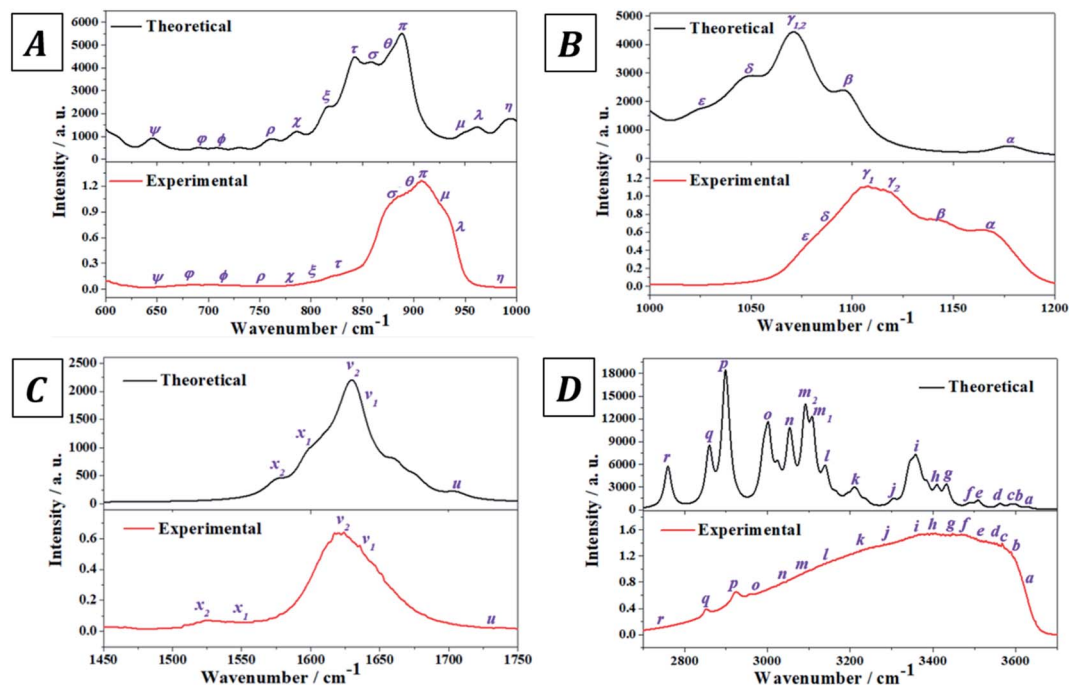 A
Theoretical
Intensity / a. u.
6000
5000
4000
3000
2000
1000
0
ψ φ ϕ ρ χ ξ τ σ θ π μ λ η
Experimental
1.2
0.9
0.6
0.3
0.0
ψ φ ϕ ρ χ ξ τ σ θ π μ λ η
600 650 700 750 800 850 900 950 1000
Wavenumber / cm⁻¹
B
Theoretical
Intensity / a. u.
5000
4000
3000
2000
1000
0
ε δ γ₁,₂ β α
Experimental
1.2
1.0
0.8
0.6
0.4
0.2
0.0
ε δ γ₁ γ₂ β α
1000 1050 1100 1150 1200
Wavenumber / cm⁻¹
C
Theoretical
Intensity / a. u.
2500
2000
1500
1000
500
0
x₂ x₁ v₂ v₁ u
Experimental
0.6
0.4
0.2
0.0
x₂ x₁ v₂ v₁ u
1450 1500 1550 1600 1650 1700 1750
Wavenumber / cm⁻¹
D
Theoretical
Intensity / a. u.
18000
15000
12000
9000
6000
3000
0
r q p o n m₂ m₁ l k j i h g f e d c b a
Experimental
1.6
1.2
0.8
0.4
0.0
r q p o n m l k j i h g f e d c b a
2800 3000 3200 3400 3600
Wavenumber / cm⁻¹